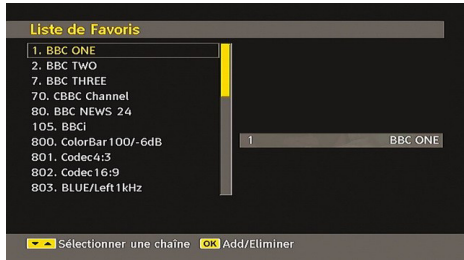 Liste de Favoris
1. BBC ONE
2. BBC TWO
7. BBC THREE
70. CBBC Channel
80. BBC NEWS 24
105. BBCi
800. ColorBar100/-6dB
801. Codec4:3
802. Codec16:9
803. BLUE/Left1kHz
1 BBC ONE
Sélectionner une chaîne OK Add/Eliminer